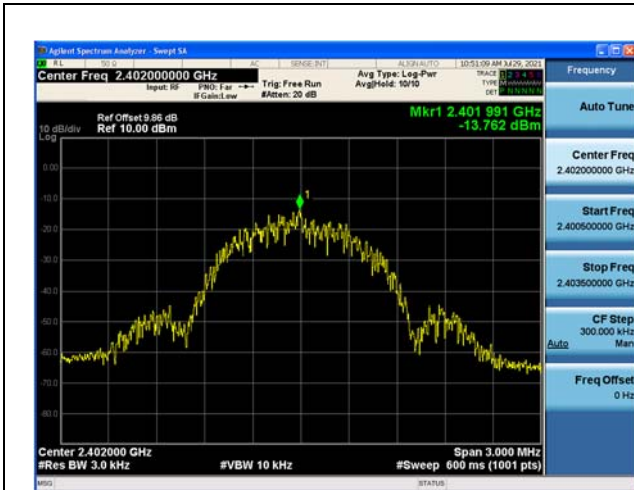 Agilent Spectrum Analyzer - Swept SA
RL 50 Ω AC SENSE:INT ALIGN AUTO 10:51:09 AM Jul 29, 2021
Center Freq 2.402000000 GHz
Input: RF PNO: Far Trig: Free Run Avg Type: Log-Pwr TRACE 1 2 3 4 5 6
IFGain:Low #Atten: 20 dB Avg|Hold: 10/10 TYPE M
DET P N N N N N
Ref Offset 9.86 dB
10 dB/div Ref 10.00 dBm
Log
Mkr1 2.401 991 GHz
-13.762 dBm
1
0.00
-10.0
-20.0
-30.0
-40.0
-50.0
-60.0
-70.0
-80.0
Center 2.402000 GHz Span 3.000 MHz
#Res BW 3.0 kHz #VBW 10 kHz #Sweep 600 ms (1001 pts)
MSG STATUS
Frequency
Auto Tune
Center Freq
2.402000000 GHz
Start Freq
2.400500000 GHz
Stop Freq
2.403500000 GHz
CF Step
300.000 kHz
Auto Man
Freq Offset
0 Hz